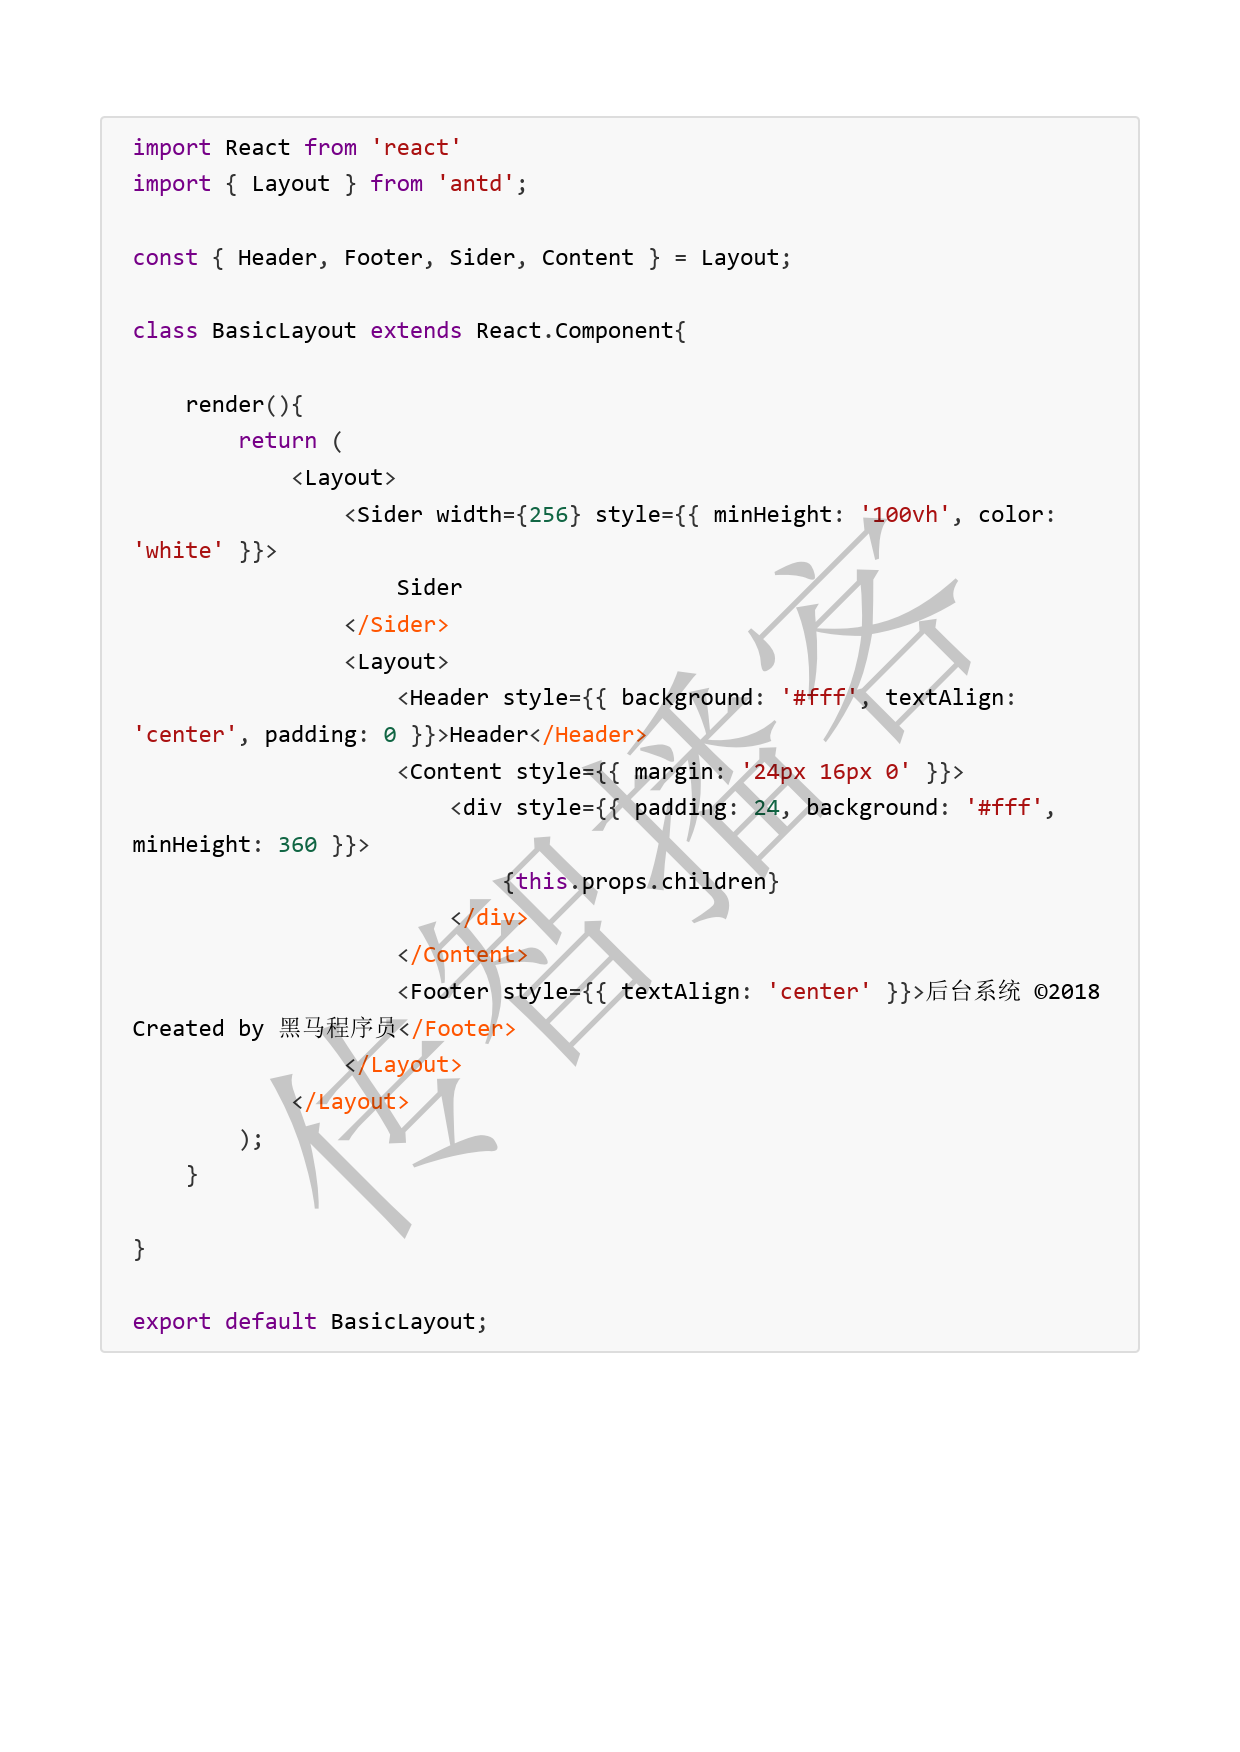 import React from 'react'
import { Layout } from 'antd';
const { Header, Footer, Sider, Content } = Layout;
class BasicLayout extends React.Component{
    render(){
        return (
            <Layout>
                <Sider width={256} style={{ minHeight: '100vh', color:
'white' }}>
                    Sider
                </Sider>
                <Layout>
                    <Header style={{ background: '#fff', textAlign:
'center', padding: 0 }}>Header</Header>
                    <Content style={{ margin: '24px 16px 0' }}>
                        <div style={{ padding: 24, background: '#fff',
minHeight: 360 }}>
                            {this.props.children}
                        </div>
                    </Content>
                    <Footer style={{ textAlign: 'center' }}>后台系统 ©2018
Created by 黑马程序员</Footer>
                </Layout>
            </Layout>
        );
    }
}
export default BasicLayout;
传智播客